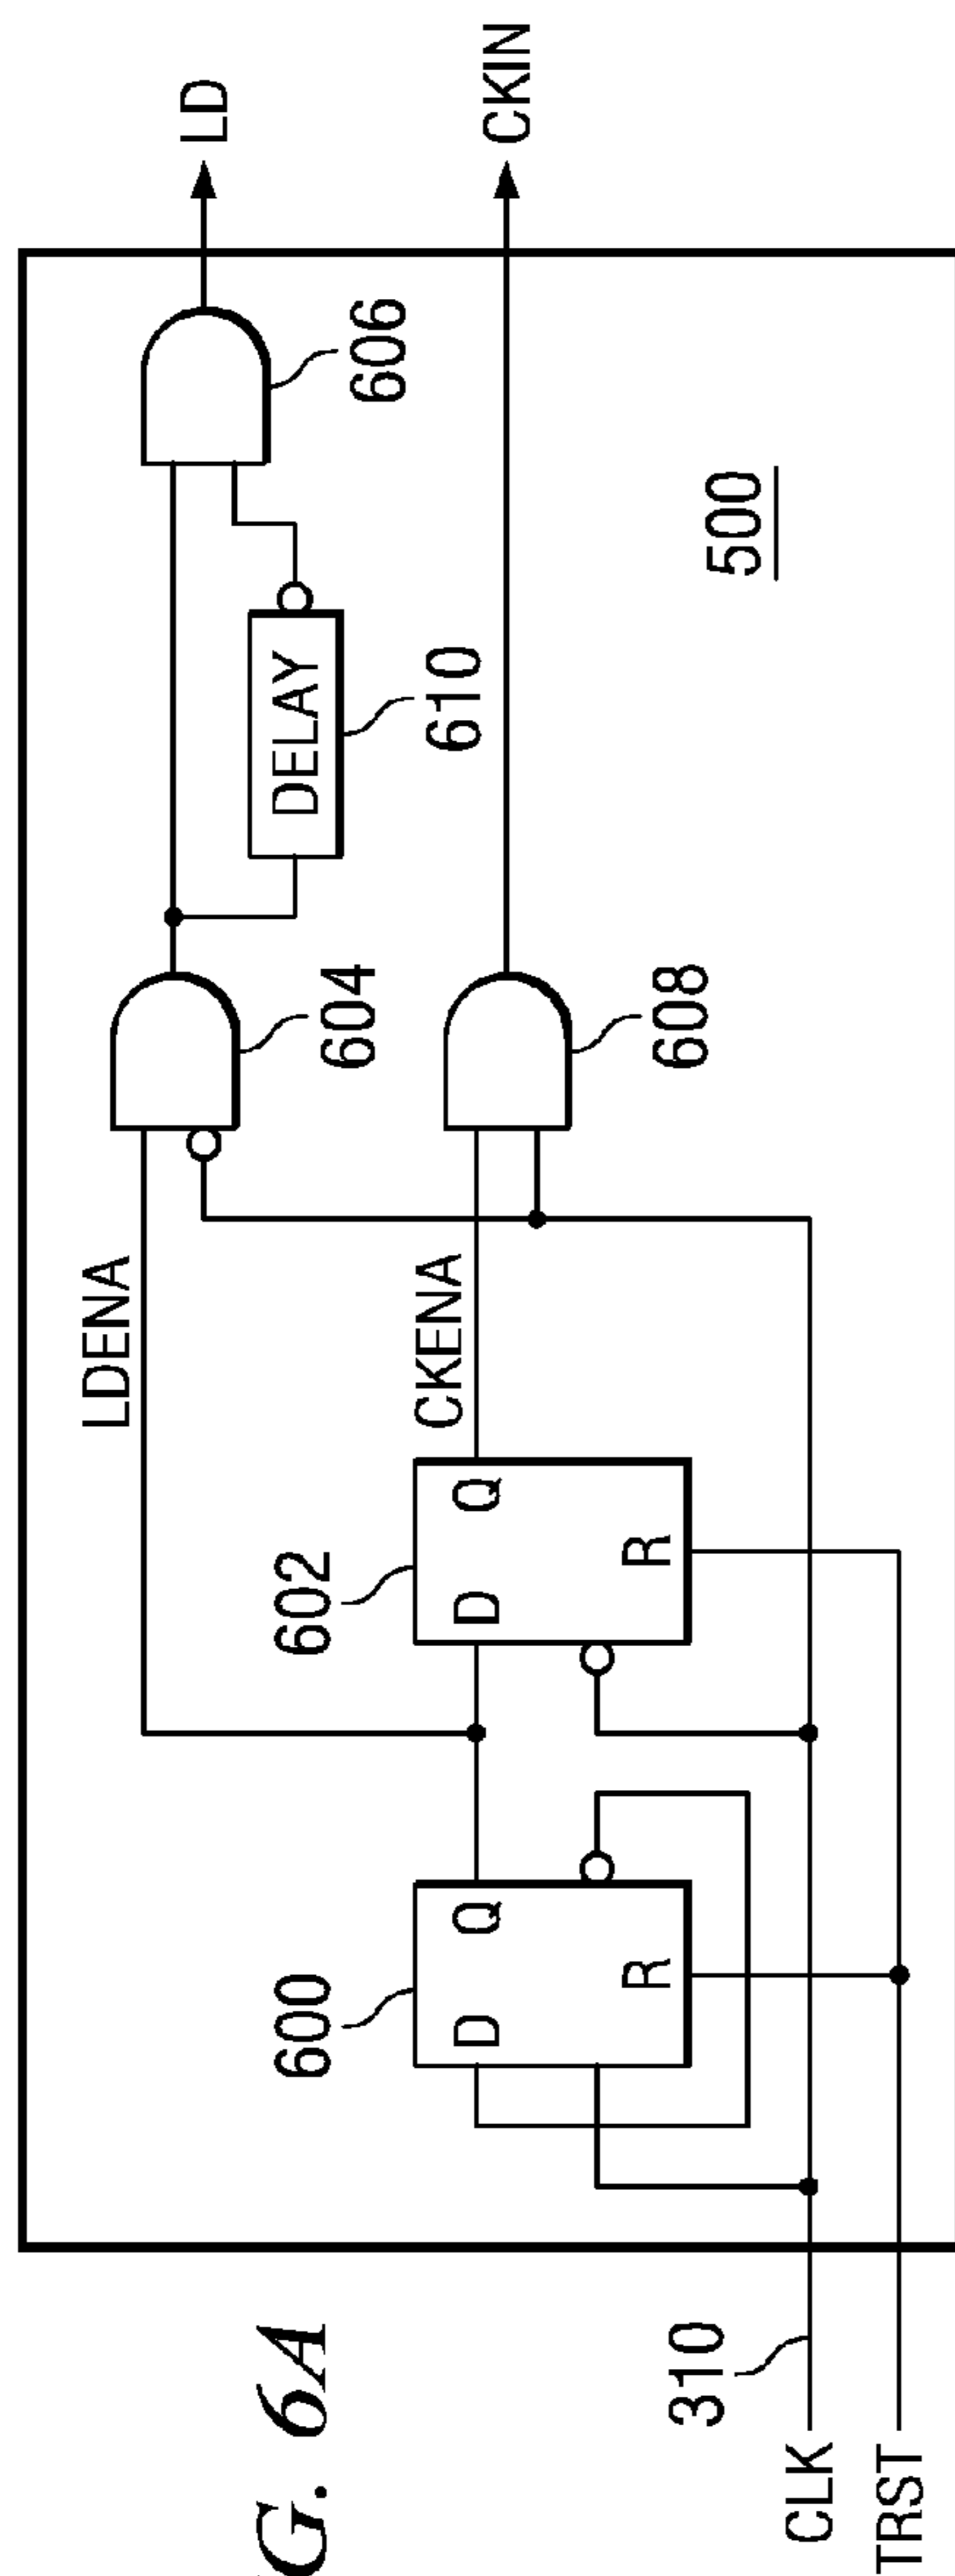 G. 6A
LD
CKIN
606
DELAY
610
500
604
608
LDENA
CKENA
602
D
Q
R
600
D
Q
R
310
CLK
TRST